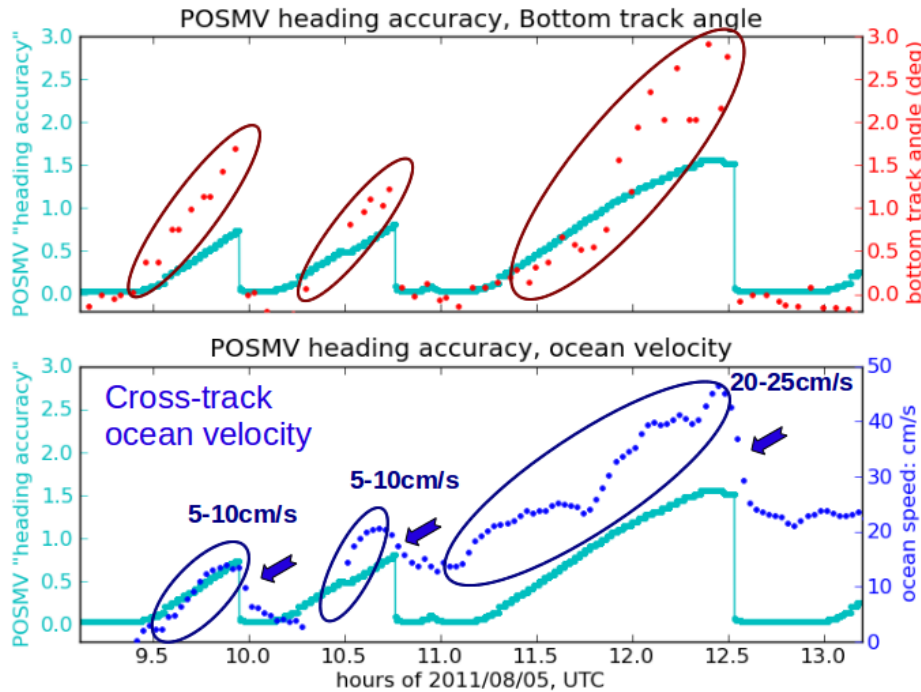 POSMV heading accuracy, Bottom track angle
POSMV "heading accuracy"
3.0
2.5
2.0
1.5
1.0
0.5
0.0
3.0
2.5
2.0
1.5
1.0
0.5
0.0
bottom track angle (deg)
POSMV heading accuracy, ocean velocity
POSMV "heading accuracy"
3.0
2.5
2.0
1.5
1.0
0.5
0.0
Cross-track
ocean velocity
5-10cm/s
5-10cm/s
20-25cm/s
50
40
30
20
10
0
ocean speed: cm/s
9.5 10.0 10.5 11.0 11.5 12.0 12.5 13.0
hours of 2011/08/05, UTC